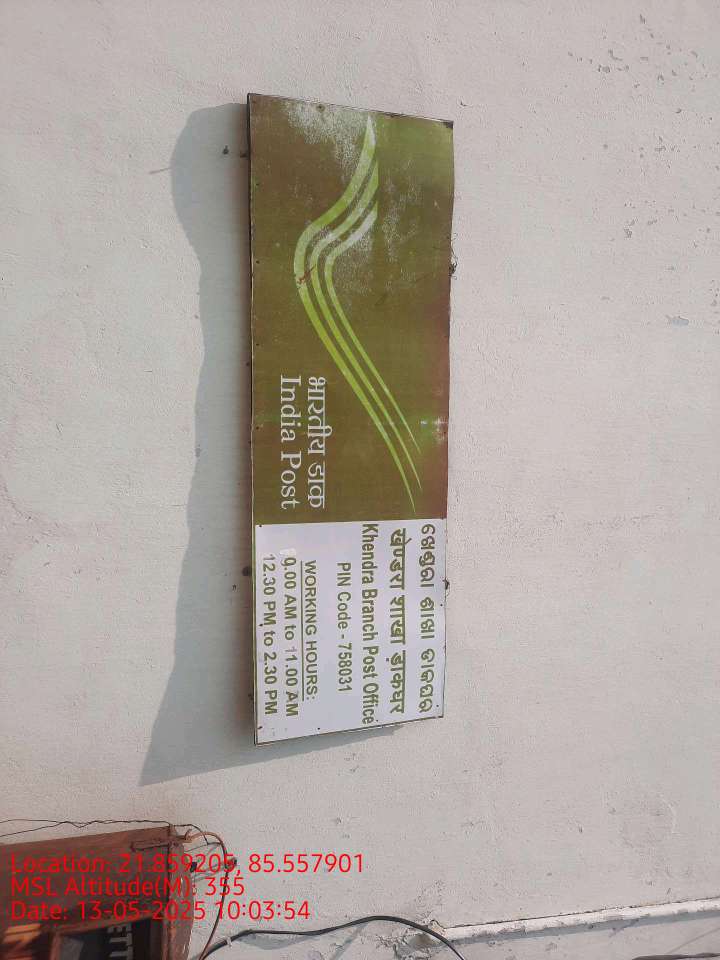 भारतीय डाक
India Post
ଖେଣ୍ଡ୍ରା ଶାଖା ଡାକଘର
खेण्डरा शाखा ड़ाकघर
Khendra Branch Post Office
PIN Code - 758031
WORKING HOURS:
9.00 AM to 11.00 AM
12.30 PM to 2.30 PM
Location: 21.859205, 85.557901
MSL Altitude(M): 355
Date: 13-05-2025 10:03:54